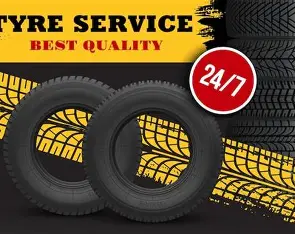 TYRE SERVICE
BEST QUALITY
24/7